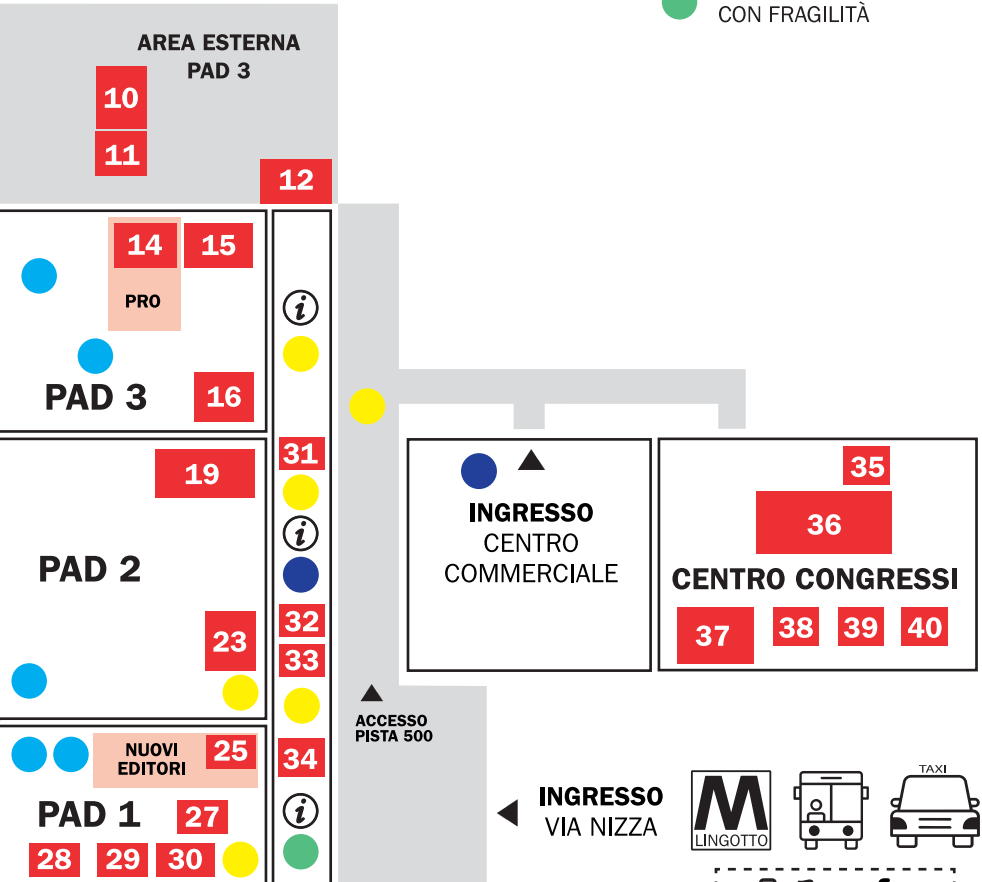 CON FRAGILITÀ
AREA ESTERNA
PAD 3
10
11
12
14
15
PRO
i
PAD 3
16
31
19
i
PAD 2
INGRESSO
CENTRO
COMMERCIALE
35
36
CENTRO CONGRESSI
32
23
33
37
38
39
40
ACCESSO
PISTA 500
NUOVI
EDITORI
25
34
PAD 1
27
i
28
29
30
INGRESSO
VIA NIZZA
M
LINGOTTO
TAXI